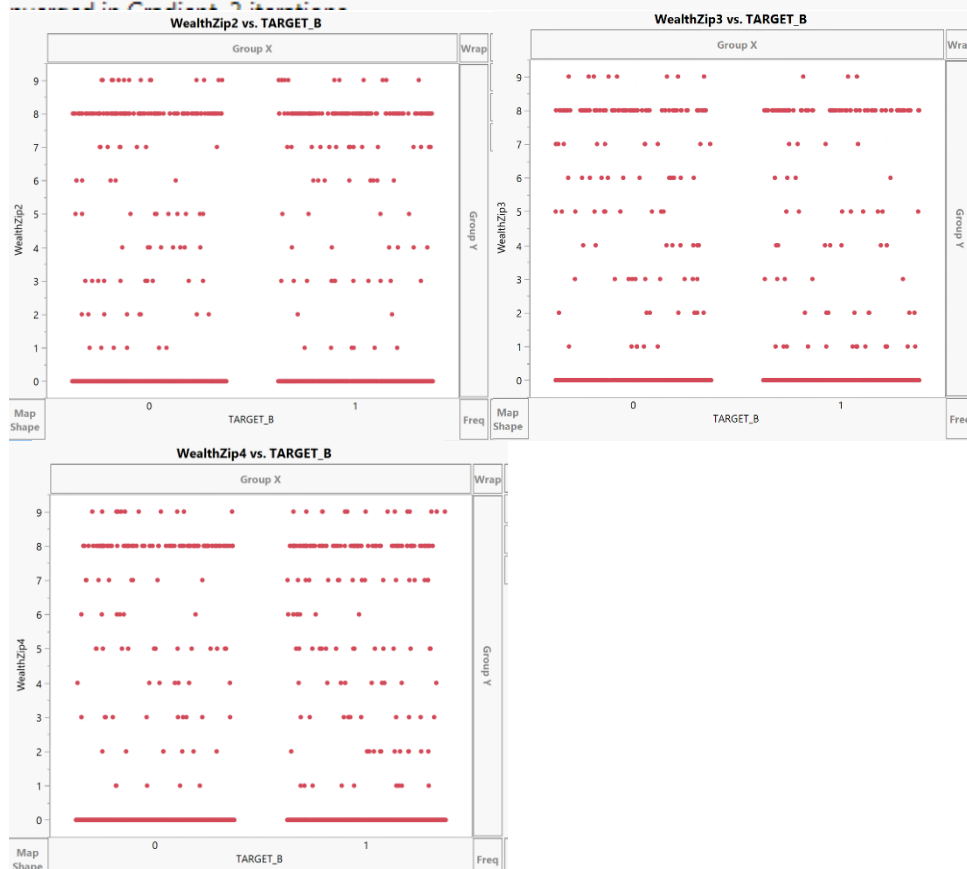 WealthZip2 vs. TARGET_B
Group X
Wrap
9
8
7
6
5
4
3
2
1
0
WealthZip2
Group Y
0 1
Map
Shape
TARGET_B
Freq
WealthZip3 vs. TARGET_B
Group X
Wra
9
8
7
6
5
4
3
2
1
0
WealthZip3
Group Y
0 1
Map
Shape
TARGET_B
Fre
WealthZip4 vs. TARGET_B
Group X
Wrap
9
8
7
6
5
4
3
2
1
0
WealthZip4
Group Y
0 1
Map
Shape
TARGET_B
Freq